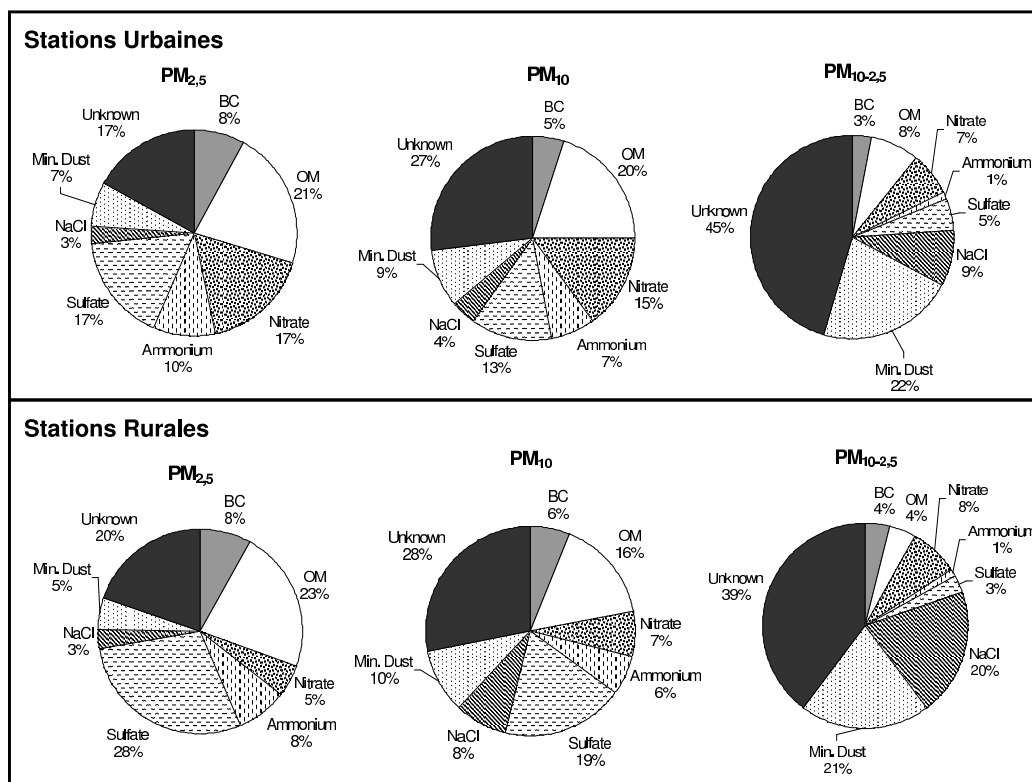 Stations Urbaines
PM2,5
BC
8%
OM
21%
Nitrate
17%
Ammonium
10%
Sulfate
17%
NaCl
3%
Min. Dust
7%
Unknown
17%
PM10
BC
5%
OM
20%
Nitrate
15%
Ammonium
7%
Sulfate
13%
NaCl
4%
Min. Dust
9%
Unknown
27%
PM10-2,5
BC
3%
OM
8%
Nitrate
7%
Ammonium
1%
Sulfate
5%
NaCl
9%
Min. Dust
22%
Unknown
45%
Stations Rurales
PM2,5
BC
8%
OM
23%
Nitrate
5%
Ammonium
8%
Sulfate
28%
NaCl
3%
Min. Dust
5%
Unknown
20%
PM10
BC
6%
OM
16%
Nitrate
7%
Ammonium
6%
Sulfate
19%
NaCl
8%
Min. Dust
10%
Unknown
28%
PM10-2,5
BC
4%
OM
4%
Nitrate
8%
Ammonium
1%
Sulfate
3%
NaCl
20%
Min. Dust
21%
Unknown
39%